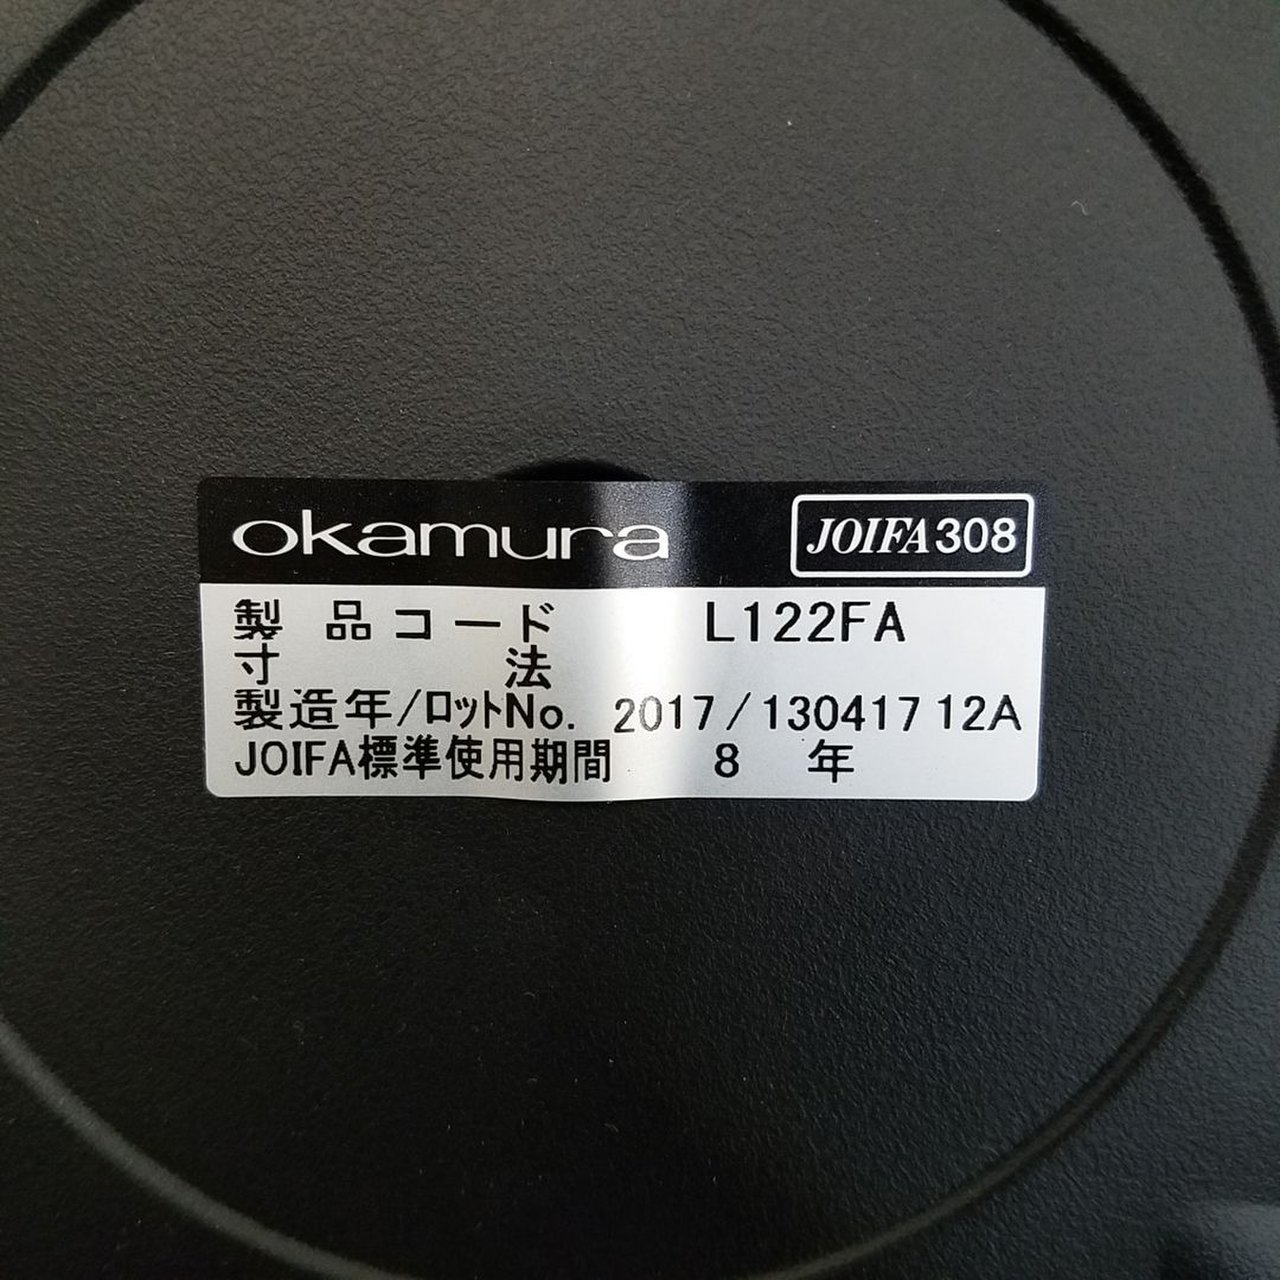 okamura JOIFA308
製品コード L122FA
寸法
製造年/ロットNo. 2017/130417 12A
JOIFA標準使用期間 8 年